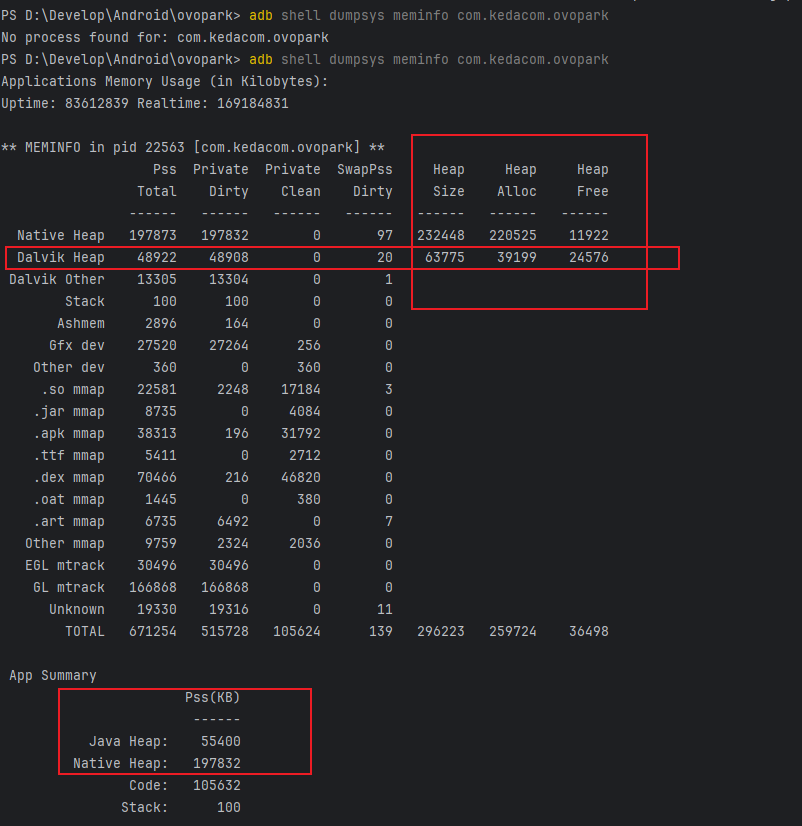 PS D:\Develop\Android\ovopark> adb shell dumpsys meminfo com.kedacom.ovopark
No process found for: com.kedacom.ovopark
PS D:\Develop\Android\ovopark> adb shell dumpsys meminfo com.kedacom.ovopark
Applications Memory Usage (in Kilobytes):
Uptime: 83612839 Realtime: 169184831
** MEMINFO in pid 22563 [com.kedacom.ovopark] **
Pss Private Private SwapPss Heap Heap Heap
Total Dirty Clean Dirty Size Alloc Free
------ ------ ------ ------ ------ ------ ------
Native Heap 197873 197832 0 97 232448 220525 11922
Dalvik Heap 48922 48908 0 20 63775 39199 24576
Dalvik Other 13305 13304 0 1
Stack 100 100 0 0
Ashmem 2896 164 0 0
Gfx dev 27520 27264 256 0
Other dev 360 0 360 0
.so mmap 22581 2248 17184 3
.jar mmap 8735 0 4084 0
.apk mmap 38313 196 31792 0
.ttf mmap 5411 0 2712 0
.dex mmap 70466 216 46820 0
.oat mmap 1445 0 380 0
.art mmap 6735 6492 0 7
Other mmap 9759 2324 2036 0
EGL mtrack 30496 30496 0 0
GL mtrack 166868 166868 0 0
Unknown 19330 19316 0 11
TOTAL 671254 515728 105624 139 296223 259724 36498
App Summary
Pss(KB)
------
Java Heap: 55400
Native Heap: 197832
Code: 105632
Stack: 100